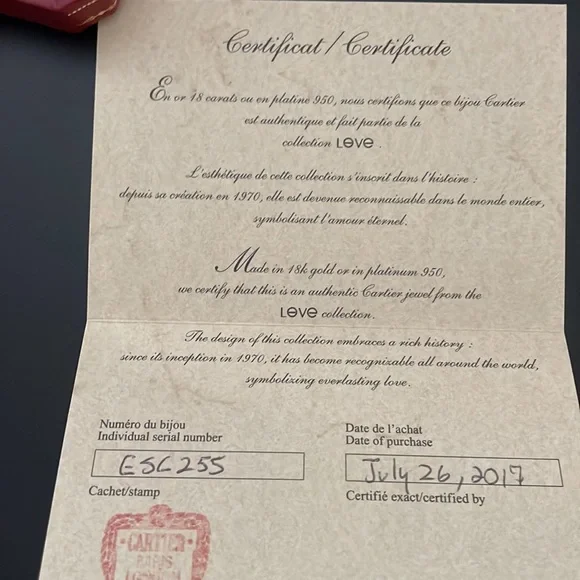 Certificat / Certificate
En or 18 carats ou en platine 950, nous certifions que ce bijou Cartier
est authentique et fait partie de la
collection LOVE .
L'esthétique de cette collection s'inscrit dans l'histoire :
depuis sa création en 1970, elle est devenue reconnaissable dans le monde entier,
symbolisant l'amour éternel.
Made in 18k gold or in platinum 950,
we certify that this is an authentic Cartier jewel from the
LOVE collection.
The design of this collection embraces a rich history :
since its inception in 1970, it has become recognizable all around the world,
symbolizing everlasting love.
Numéro du bijou
Individual serial number
ESC255
Date de l'achat
Date of purchase
July 26, 2017
Cachet/stamp
Certifié exact/certified by
CARTIER
PARIS
LONDON